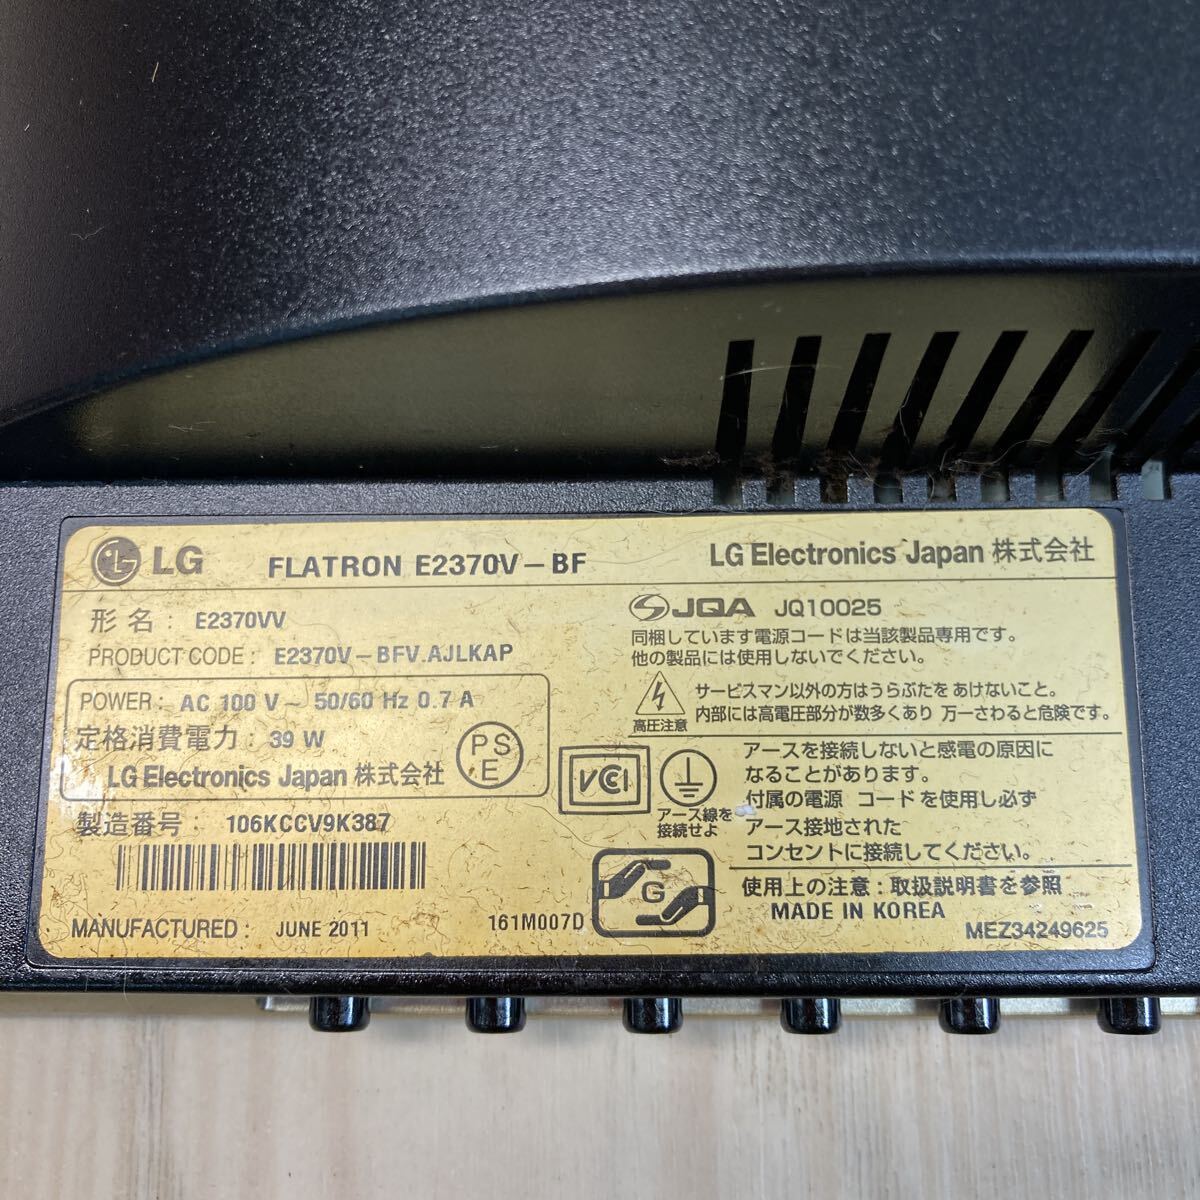 LG FLATRON E2370V-BF LG Electronics Japan 株式会社
形 名 : E2370VV
PRODUCT CODE : E2370V-BFV.AJLKAP
POWER : AC 100 V ~ 50/60 Hz 0.7 A
定格消費電力 : 39 W
LG Electronics Japan 株式会社
PS
E
製造番号 : 106KCCV9K387
MANUFACTURED : JUNE 2011
161M007D
JQA JQ10025
同梱しています電源コードは当該製品専用です。
他の製品には使用しないでください。
高圧注意
サービスマン以外の方はうらぶたを あけないこと。
内部には高電圧部分が数多くあり 万一さわると危険です。
VCCI
アース線を
接続せよ
アースを接続しないと感電の原因に
なることがあります。
付属の電源 コードを使用し必ず
アース接地された
コンセントに接続してください。
G
使用上の注意 : 取扱説明書を参照
MADE IN KOREA
MEZ34249625